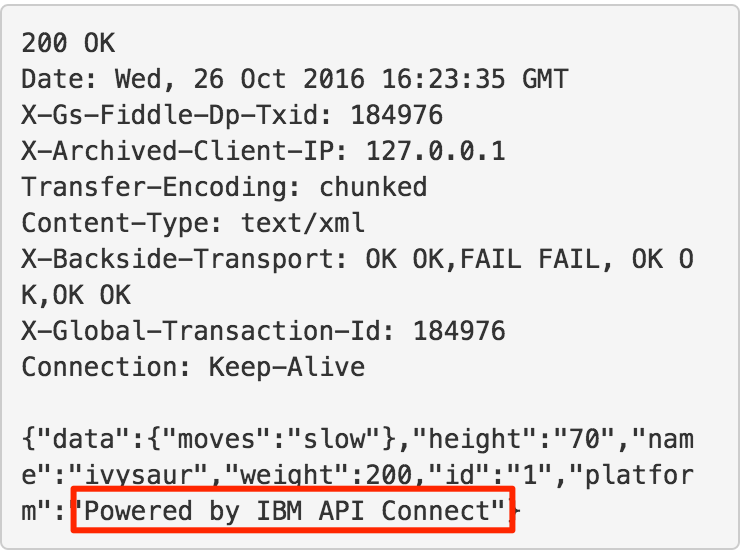 200 OK
Date: Wed, 26 Oct 2016 16:23:35 GMT
X-Gs-Fiddle-Dp-Txid: 184976
X-Archived-Client-IP: 127.0.0.1
Transfer-Encoding: chunked
Content-Type: text/xml
X-Backside-Transport: OK OK,FAIL FAIL, OK O
K,OK OK
X-Global-Transaction-Id: 184976
Connection: Keep-Alive
{"data":{"moves":"slow"},"height":"70","nam
e":"ivysaur","weight":200,"id":"1","platfor
m":"Powered by IBM API Connect"}